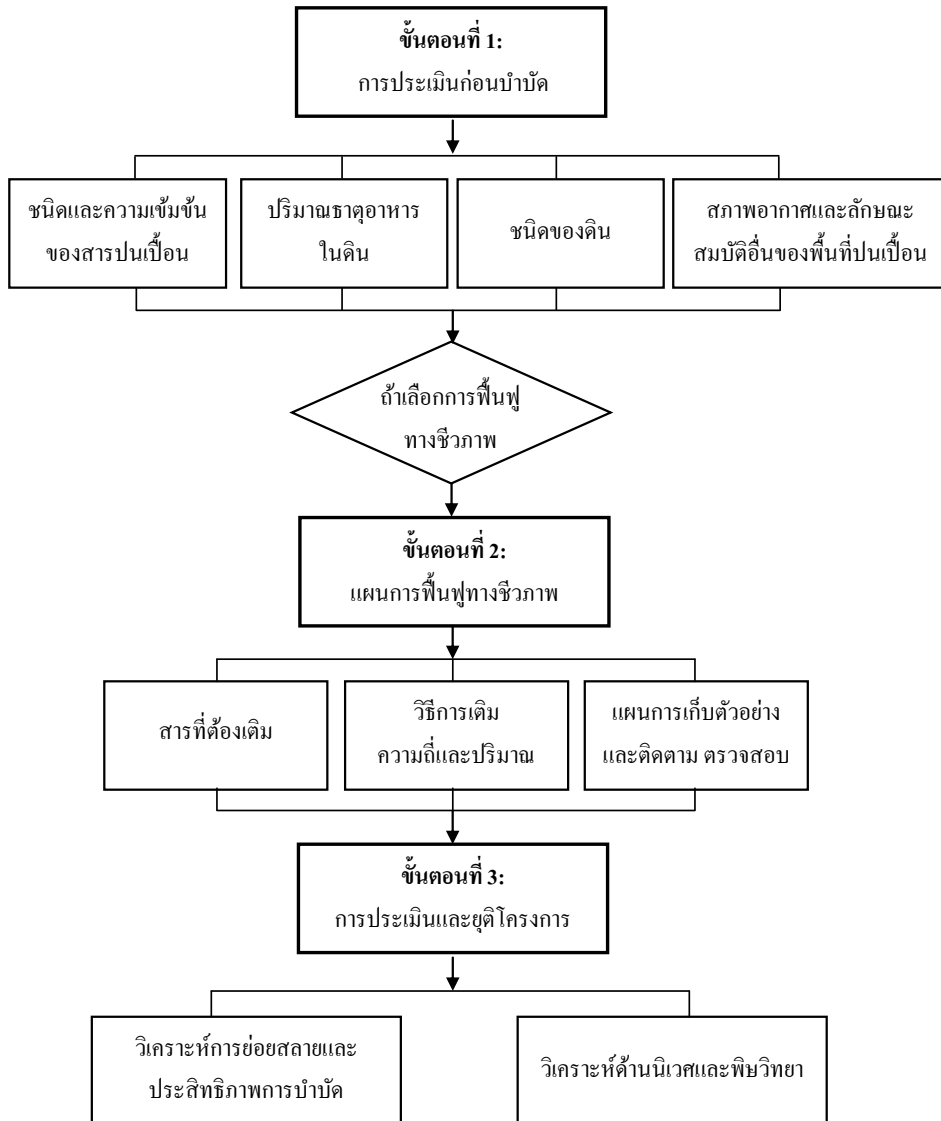 ขั้นตอนที่ 1:
การประเมินก่อนบำบัด
ชนิดและความเข้มข้น
ของสารปนเปื้อน
ปริมาณธาตุอาหาร
ในดิน
ชนิดของดิน
สภาพอากาศและลักษณะ
สมบัติอื่นของพื้นที่ปนเปื้อน
ถ้าเลือกการฟื้นฟู
ทางชีวภาพ
ขั้นตอนที่ 2:
แผนการฟื้นฟูทางชีวภาพ
สารที่ต้องเติม
วิธีการเติม
ความถี่และปริมาณ
แผนการเก็บตัวอย่าง
และติดตาม ตรวจสอบ
ขั้นตอนที่ 3:
การประเมินและยุติโครงการ
วิเคราะห์การย่อยสลายและ
ประสิทธิภาพการบำบัด
วิเคราะห์ด้านนิเวศและพิษวิทยา